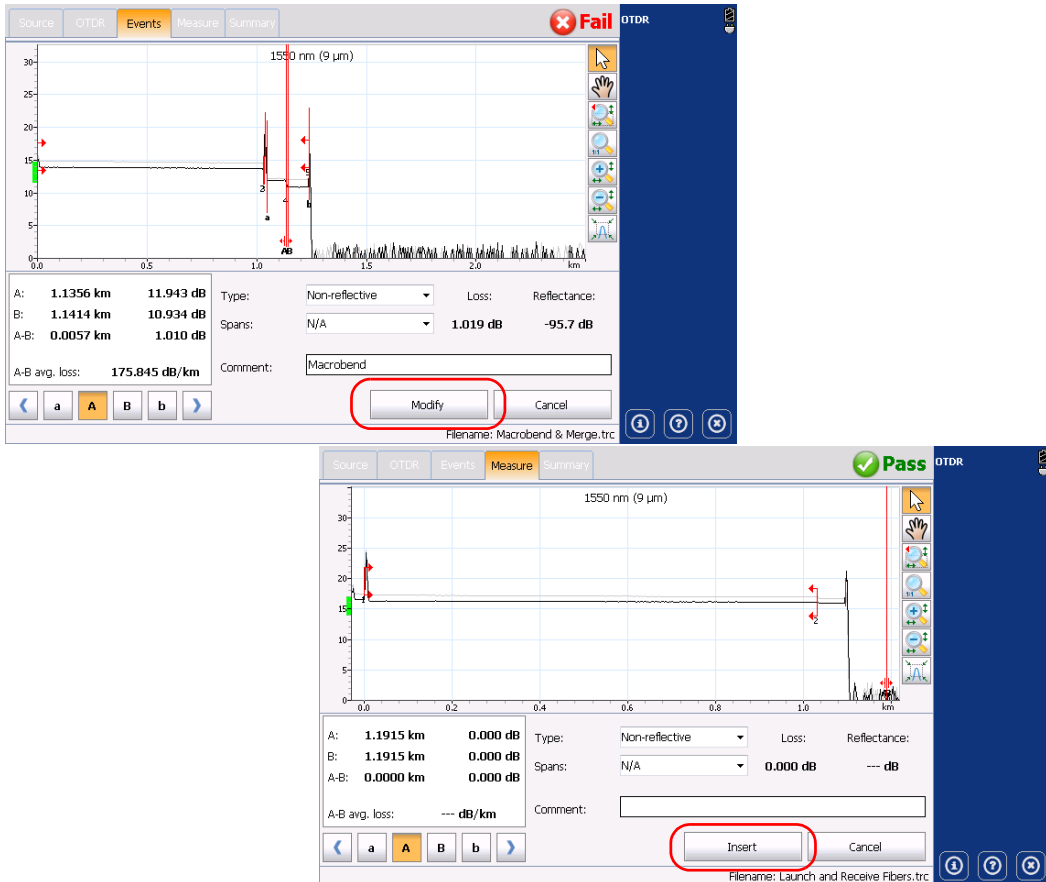 Source OTDR Events Measure Summary Fail OTDR
1550 nm (9 µm)
30
25
20
15
10
5
0
0.0 0.5 1.0 1.5 2.0 km
3 4 5
a AB b
A: 1.1356 km 11.943 dB
B: 1.1414 km 10.934 dB
A-B: 0.0057 km 1.010 dB
A-B avg. loss: 175.845 dB/km
Type: Non-reflective Loss: Reflectance:
Spans: N/A 1.019 dB -95.7 dB
Comment: Macrobend
a A B b Modify Cancel
Filename: Macrobend & Merge.trc
Source OTDR Events Measure Summary Pass OTDR
1550 nm (9 µm)
30
25
20
15
10
5
0
0.0 0.2 0.4 0.6 0.8 1.0 km
1 2
A: 1.1915 km 0.000 dB
B: 1.1915 km 0.000 dB
A-B: 0.0000 km 0.000 dB
A-B avg. loss: --- dB/km
Type: Non-reflective Loss: Reflectance:
Spans: N/A 0.000 dB --- dB
Comment:
a A B b Insert Cancel
Filename: Launch and Receive Fibers.trc